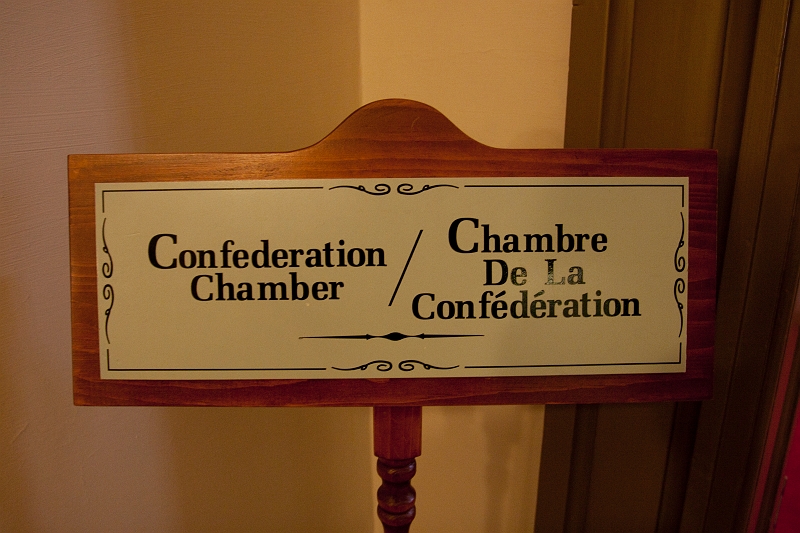 Confederation
Chamber
/
Chambre
De La
Confédération